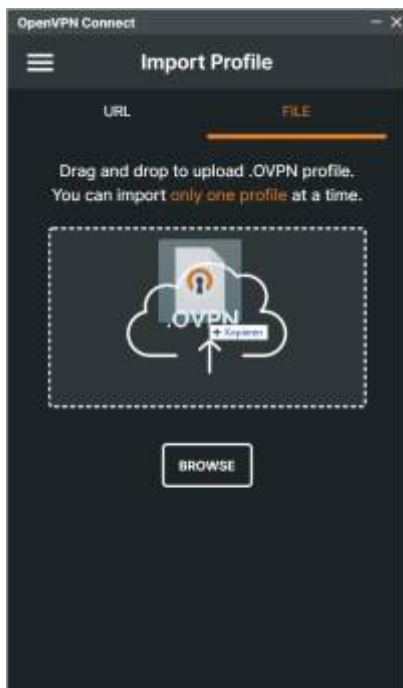 OpenVPN Connect
Import Profile
URL
FILE
Drag and drop to upload .OVPN profile.
You can import only one profile at a time.
.OVPN
+ Kopieren
BROWSE